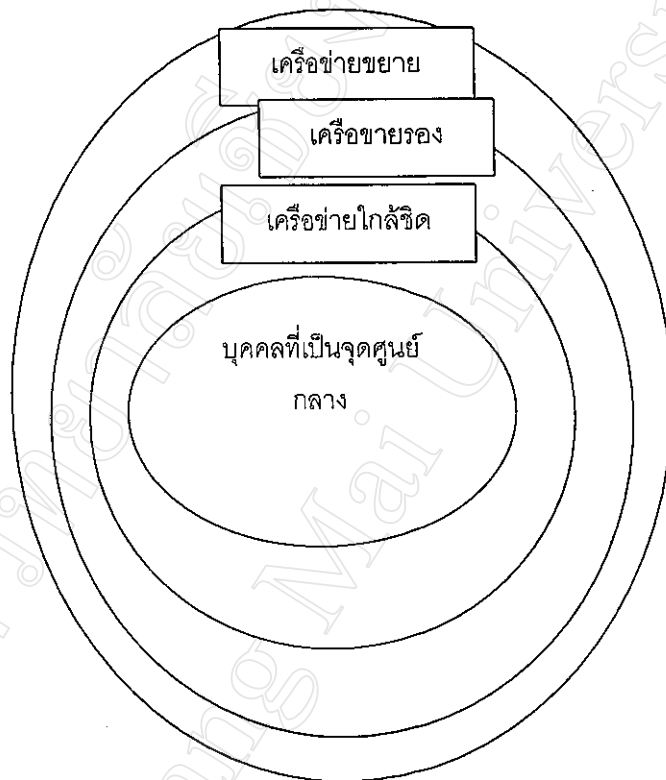 เครือข่ายขยาย
เครือขายรอง
เครือข่ายใกล้ชิด
บุคคลที่เป็นจุดศูนย์
กลาง